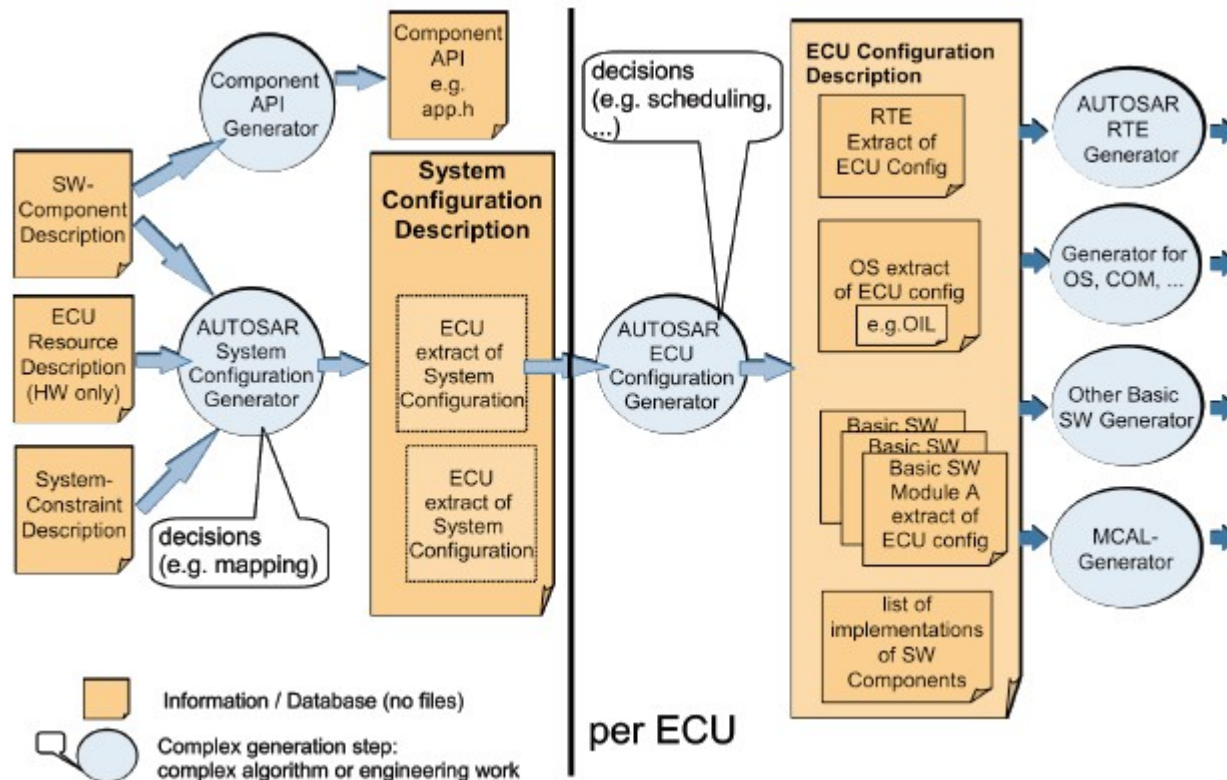 Component
API
Generator
Component
API
e.g.
app.h
SW-
Component
Description
ECU
Resource
Description
(HW only)
System-
Constraint
Description
AUTOSAR
System
Configuration
Generator
decisions
(e.g. mapping)
System
Configuration
Description
ECU
extract of
System
Configuration
ECU
extract of
System
Configuration
decisions
(e.g. scheduling,
...)
AUTOSAR
ECU
Configuration
Generator
ECU Configuration
Description
RTE
Extract of
ECU Config
OS extract
of ECU config
e.g.OIL
Basic SW
Basic SW
Basic SW
Module A
extract of
ECU config
list of
implementations
of SW
Components
AUTOSAR
RTE
Generator
Generator for
OS, COM, ...
Other Basic
SW Generator
MCAL-
Generator
Information / Database (no files)
Complex generation step:
complex algorithm or engineering work
per ECU